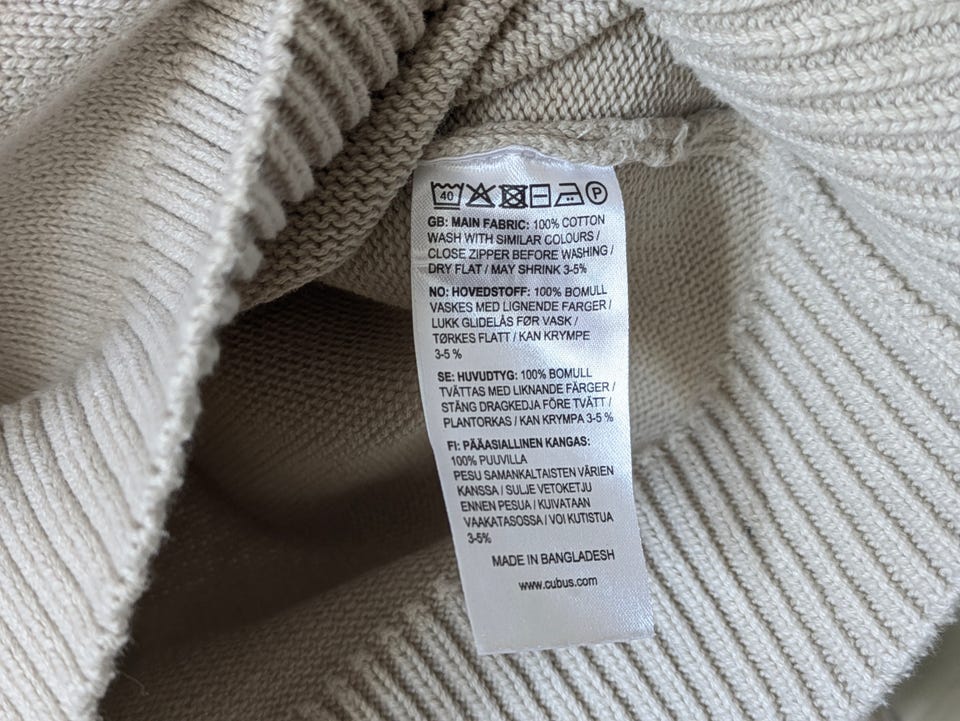 40 P
GB: MAIN FABRIC: 100% COTTON
WASH WITH SIMILAR COLOURS /
CLOSE ZIPPER BEFORE WASHING /
DRY FLAT / MAY SHRINK 3-5%
NO: HOVEDSTOFF: 100% BOMULL
VASKES MED LIGNENDE FARGER /
LUKK GLIDELÅS FØR VASK /
TØRKES FLATT / KAN KRYMPE
3-5 %
SE: HUVUDTYG: 100% BOMULL
TVÄTTAS MED LIKNANDE FÄRGER /
STÄNG DRAGKEDJA FÖRE TVÄTT /
PLANTORKAS / KAN KRYMPA 3-5 %
FI: PÄÄASIALLINEN KANGAS:
100% PUUVILLA
PESU SAMANKALTAISTEN VÄRIEN
KANSSA / SULJE VETOKETJU
ENNEN PESUA / KUIVATAAN
VAAKATASOSSA / VOI KUTISTUA
3-5%
MADE IN BANGLADESH
www.cubus.com